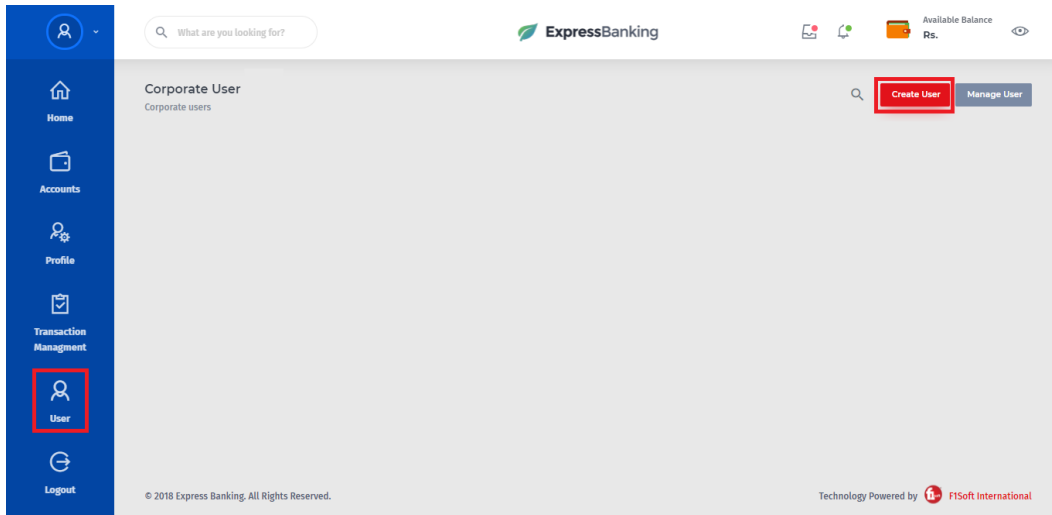 What are you looking for?
ExpressBanking
Available Balance
Rs.
Home
Accounts
Profile
Transaction
Managment
User
Logout
Corporate User
Corporate users
Create User
Manage User
© 2018 Express Banking. All Rights Reserved.
Technology Powered by
F1Soft International